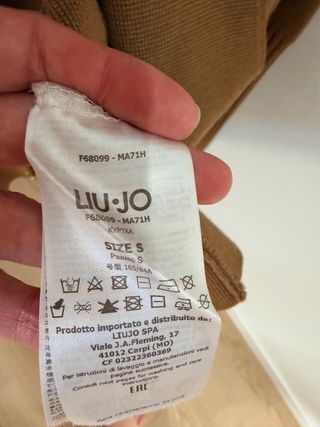 F68099 - MA71H
LIU·JO
F68099 - MA71H
КУРТКА
SIZE S
Размер S
号型 165/84A
Prodotto importato e distribuito da:
LIUJO SPA
Viale J.A.Fleming, 17
41012 Carpi (MO)
CF 02322360369
Per istruzioni di lavaggio e manutenzioni vedi
pagine successive.
Consult next pages for washing and care
instructions.
EAC